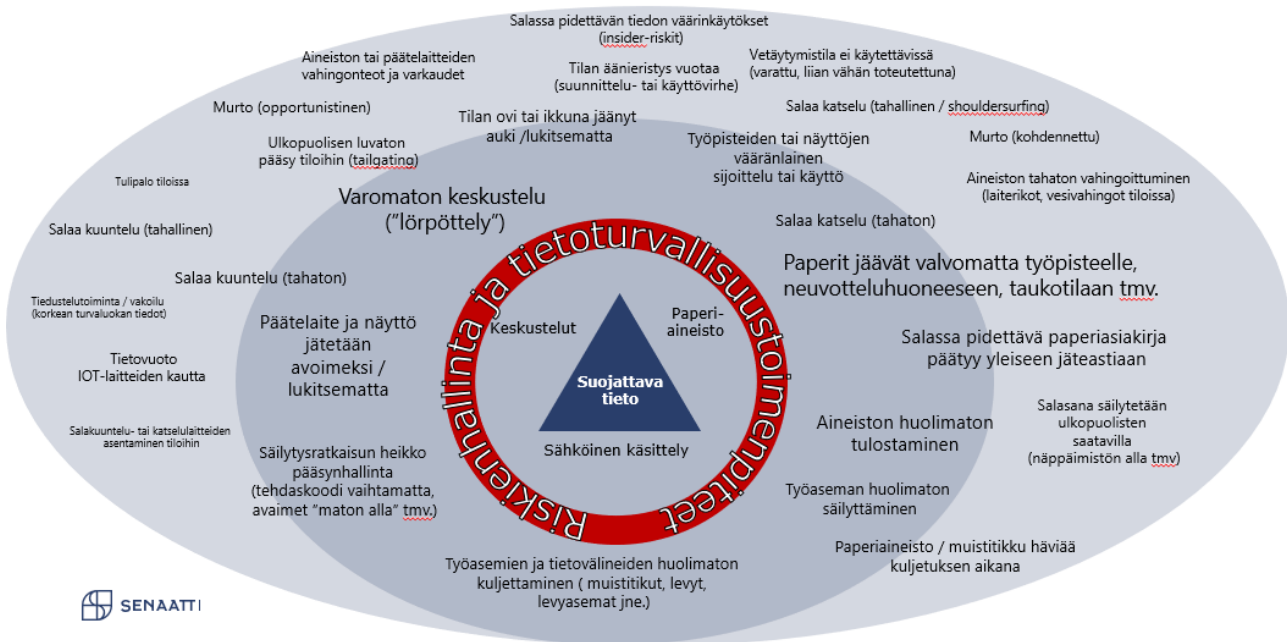 Salassa pidettävän tiedon väärinkäytökset
(insider-riskit)
Aineiston tai päätelaitteiden
vahingonteot ja varkaudet
Tilan äänieristys vuotaa
(suunnittelu- tai käyttövirhe)
Vetäytymistila ei käytettävissä
(varattu, liian vähän toteutettuna)
Murto (opportunistinen)
Tilan ovi tai ikkuna jäänyt
auki /lukitsematta
Salaa katselu (tahallinen / shouldersurfing)
Ulkopuolisen luvaton
pääsy tiloihin (tailgating)
Työpisteiden tai näyttöjen
vääränlainen
sijoittelu tai käyttö
Murto (kohdennettu)
Tulipalo tiloissa
Varomaton keskustelu
("lörpöttely")
Aineiston tahaton vahingoittuminen
(laiterikot, vesivahingot tiloissa)
Salaa kuuntelu (tahallinen)
Salaa katselu (tahaton)
Salaa kuuntelu (tahaton)
Paperit jäävät valvomatta työpisteelle,
neuvotteluhuoneeseen, taukotilaan tmv.
Tiedustelutoiminta / vakoilu
(korkean turvaluokan tiedot)
Päätelaite ja näyttö
jätetään
avoimeksi /
lukitsematta
Riskienhallinta ja tietoturvallisuustoimenpiteet
Keskustelut
Paperi-
aineisto
Suojattava
tieto
Sähköinen käsittely
Salassa pidettävä paperiasiakirja
päätyy yleiseen jäteastiaan
Tietovuoto
IOT-laitteiden kautta
Salakuuntelu- tai katselulaitteiden
asentaminen tiloihin
Aineiston huolimaton
tulostaminen
Salasana säilytetään
ulkopuolisten
saatavilla
(näppäimistön alla tmv)
Säilytysratkaisun heikko
pääsynhallinta
(tehdaskoodi vaihtamatta,
avaimet "maton alla" tmv.)
Työaseman huolimaton
säilyttäminen
Paperiaineisto / muistitikku häviää
kuljetuksen aikana
Työasemien ja tietovälineiden huolimaton
kuljettaminen ( muistitikut, levyt,
levyasemat jne.)
SENAATTI